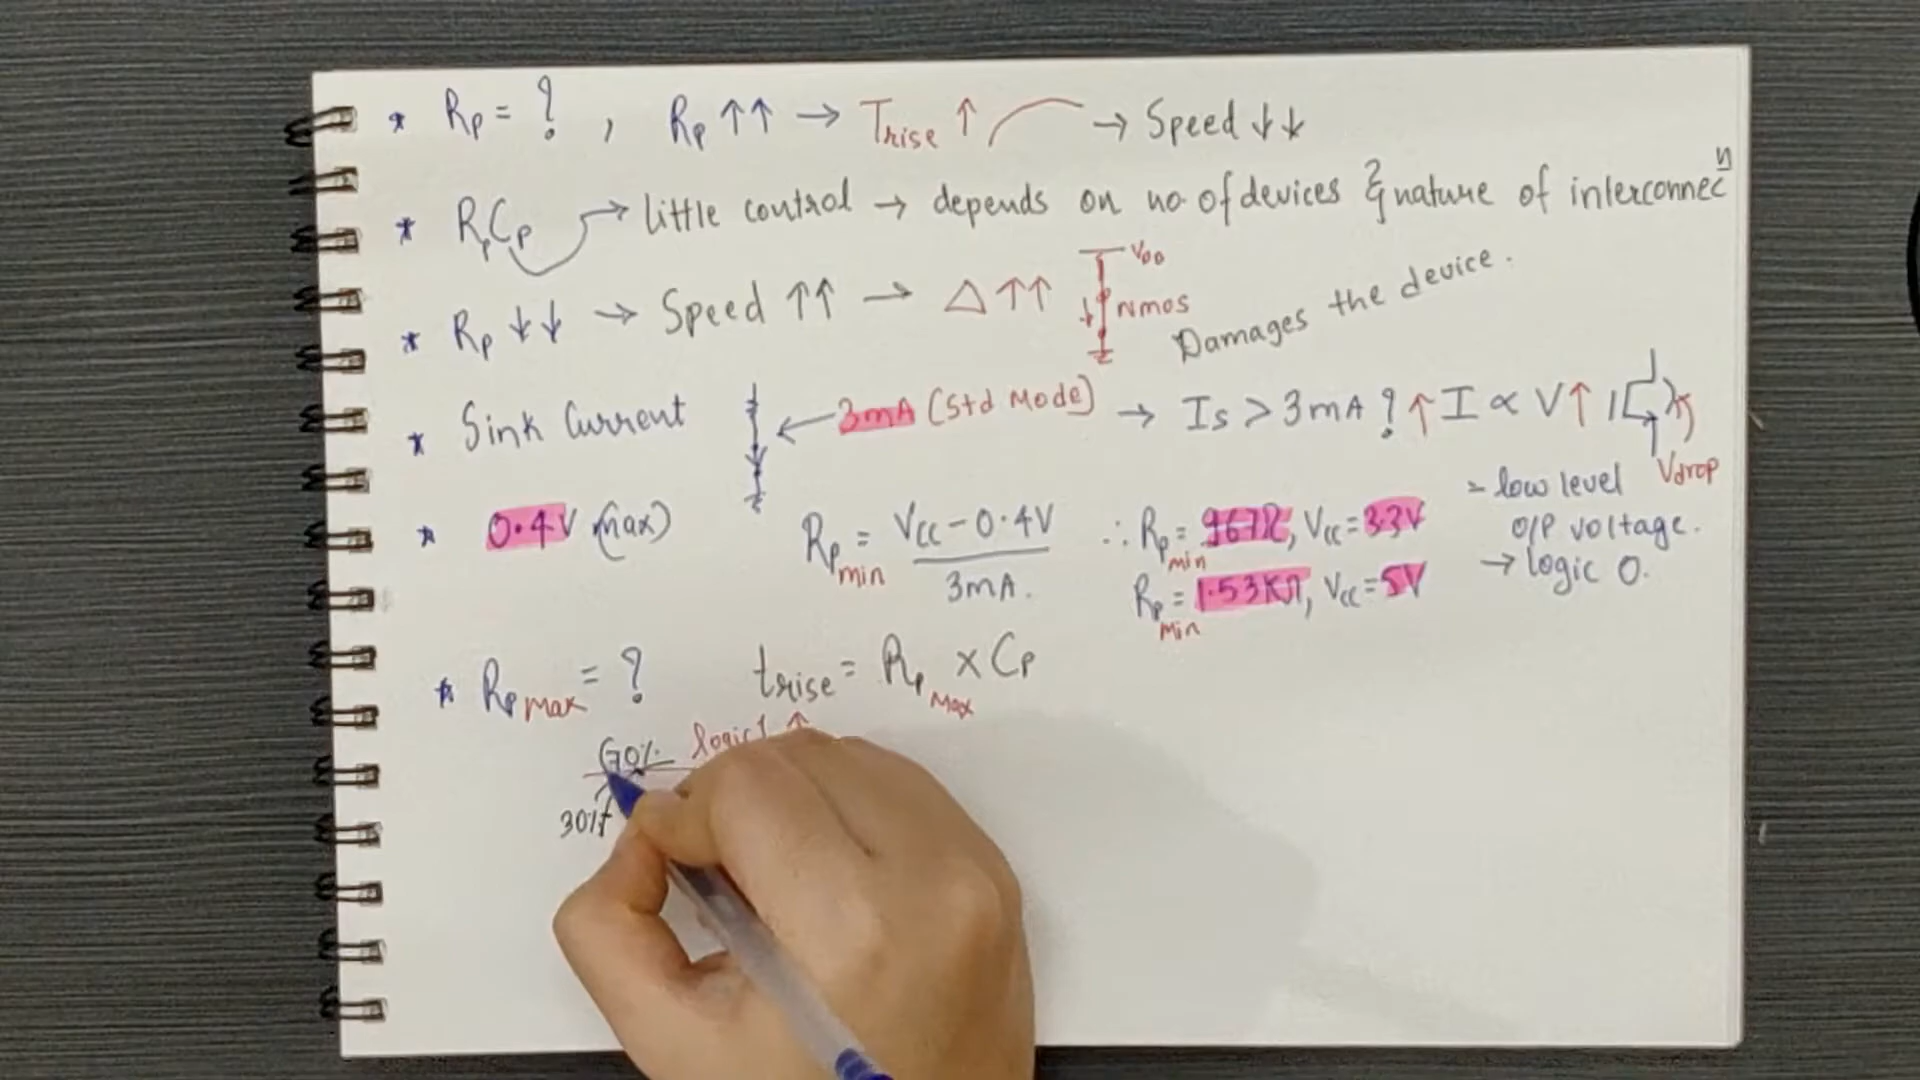 * Rp = ? , Rp ↑↑ → Trise ↑ → Speed ↓↓
* RpCp → little control → depends on no. of devices & nature of interconnecⁿ
* Rp ↓↓ → Speed ↑↑ → △ ↑↑ VDD NMOS Damages the device.
* Sink Current ← 3mA (Std Mode) → Is > 3mA ? ↑ I ∝ V ↑ Vdrop
= low level O/P voltage. → logic 0.
* 0.4V (max) Rp min = Vcc - 0.4V / 3mA. ∴ Rp min = 967Ω, Vcc = 3.3V
Rp min = 1.53KΩ, Vcc = 5V
* Rp max = ? trise = Rp Max × Cp
logic 1 ↑
30%